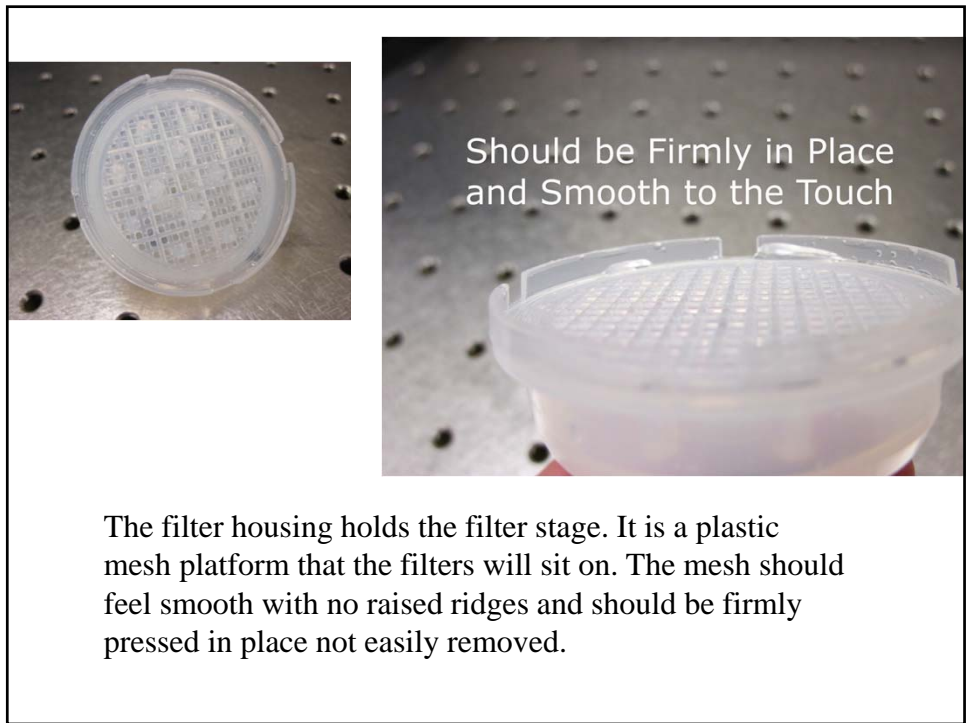 Should be Firmly in Place
and Smooth to the Touch
The filter housing holds the filter stage. It is a plastic
mesh platform that the filters will sit on. The mesh should
feel smooth with no raised ridges and should be firmly
pressed in place not easily removed.